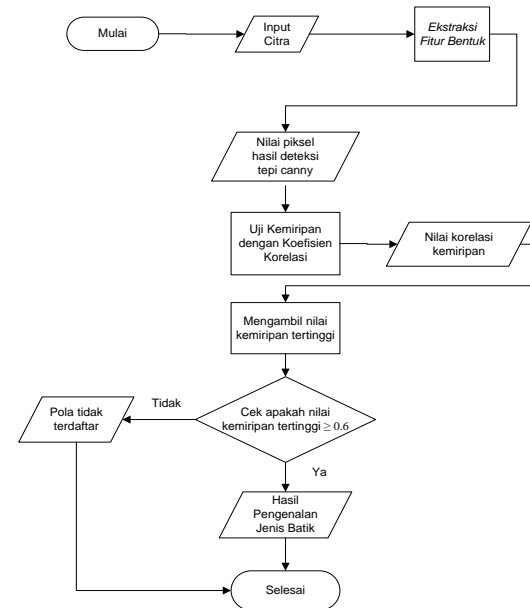 Mulai
Input
Citra
Ekstraksi
Fitur Bentuk
Nilai piksel
hasil deteksi
tepi canny
Uji Kemiripan
dengan Koefisien
Korelasi
Nilai korelasi
kemiripan
Mengambil nilai
kemiripan tertinggi
Cek apakah nilai
kemiripan tertinggi ≥ 0.6
Tidak
Pola tidak
terdaftar
Ya
Hasil
Pengenalan
Jenis Batik
Selesai